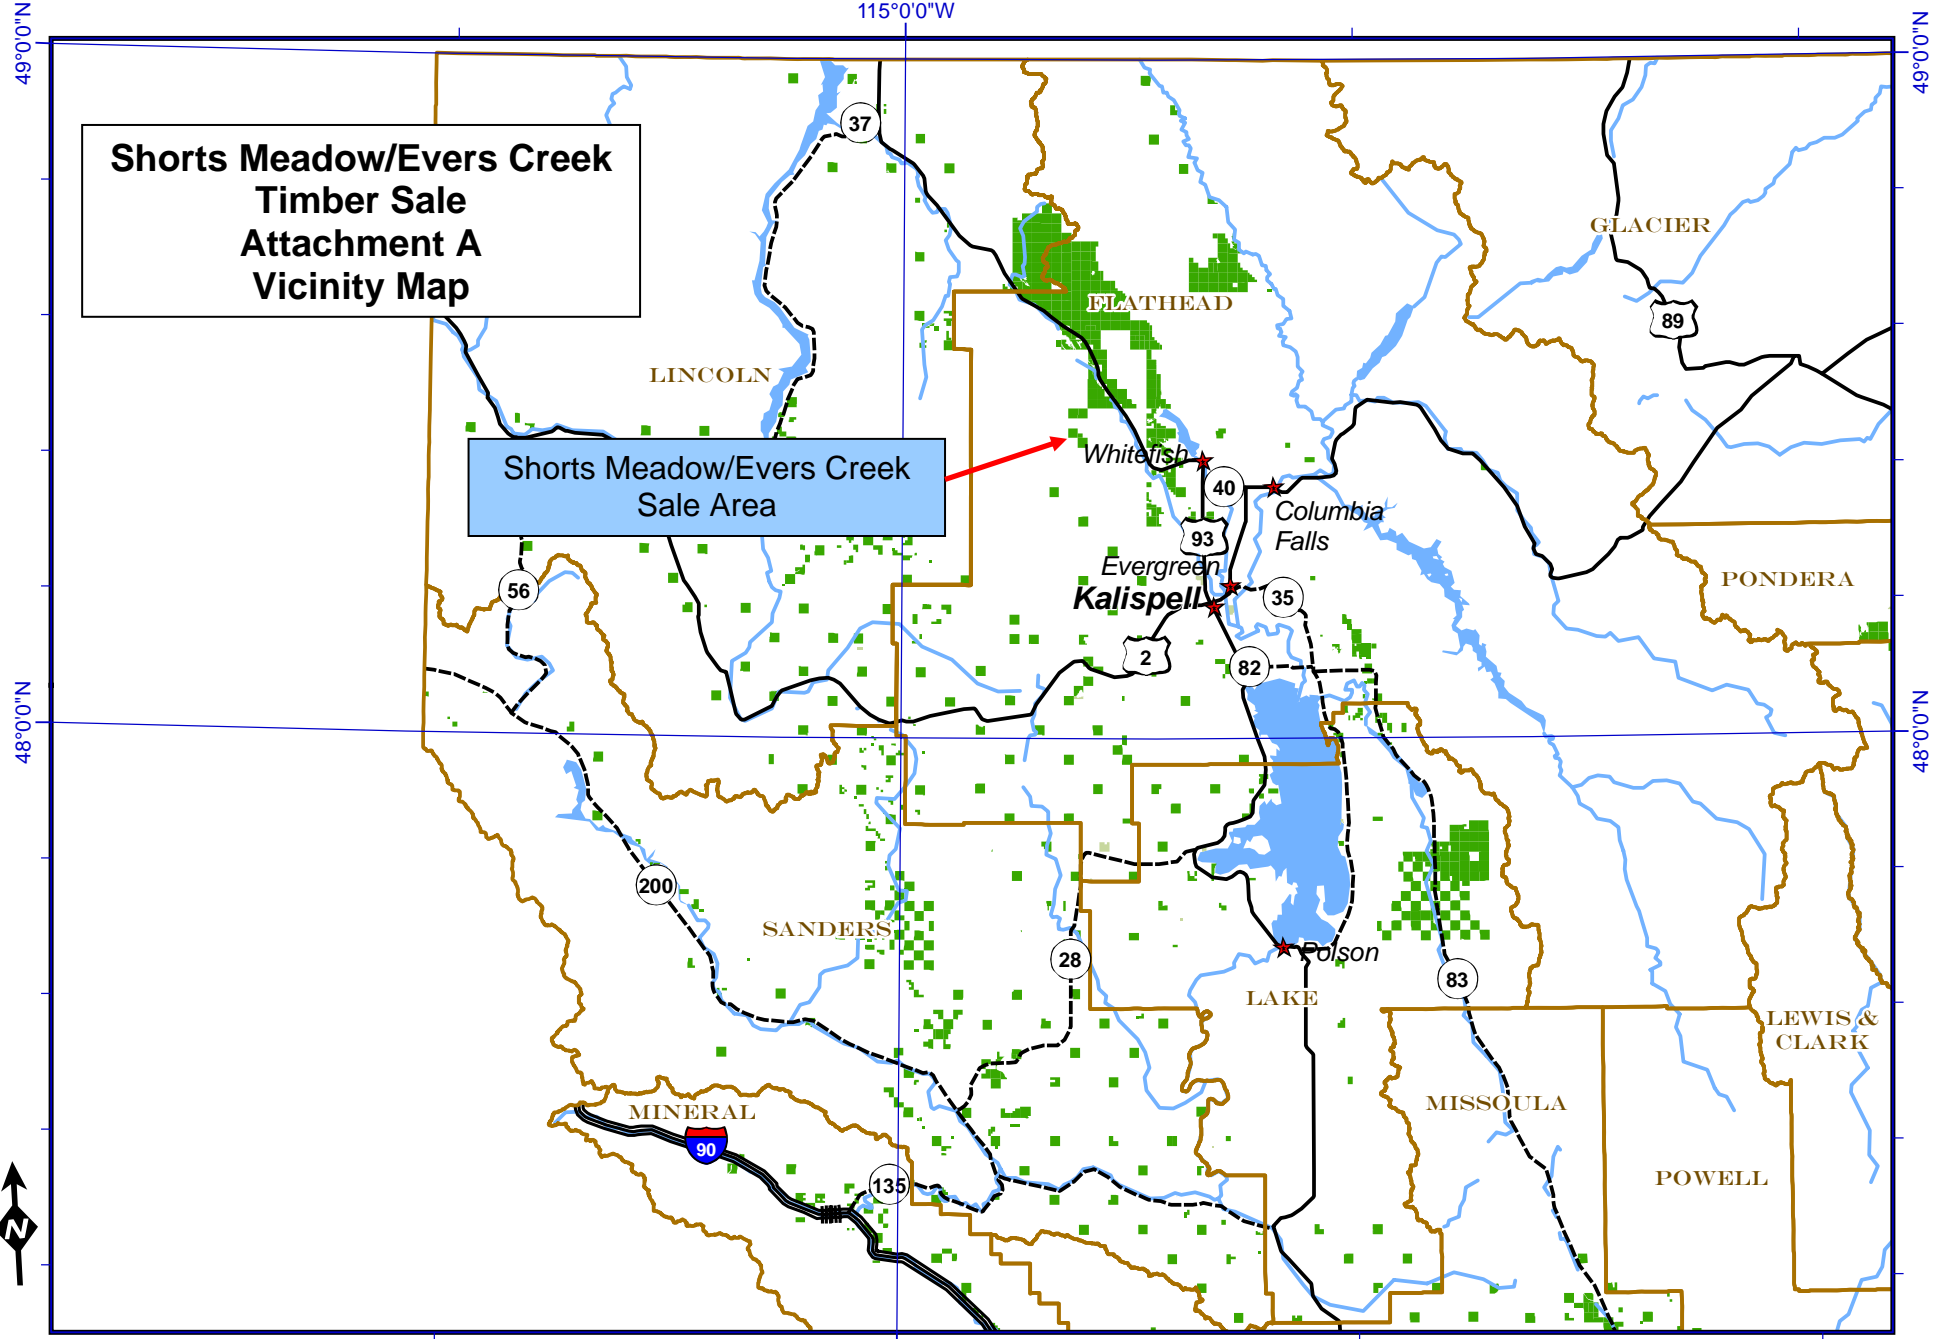 115°0'0"W
49°0'0"N
49°0'0"N
Shorts Meadow/Evers Creek
Timber Sale
Attachment A
Vicinity Map
37
GLACIER
FLATHEAD
89
LINCOLN
Shorts Meadow/Evers Creek
Sale Area
Whitefish
40
Columbia
Falls
93
Evergreen
Kalispell
35
56
PONDERA
2
82
48°0'0"N
48°0'0"N
200
SANDERS
28
Polson
83
LAKE
LEWIS &
CLARK
MINERAL
MISSOULA
90
135
POWELL
N